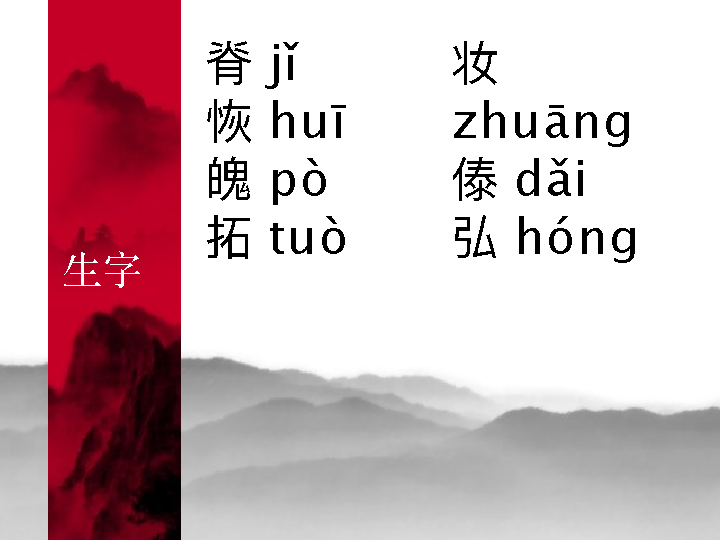 生字
脊 jǐ
恢 huī
魄 pò
拓 tuò
妆
zhuāng
傣 dǎi
弘 hóng